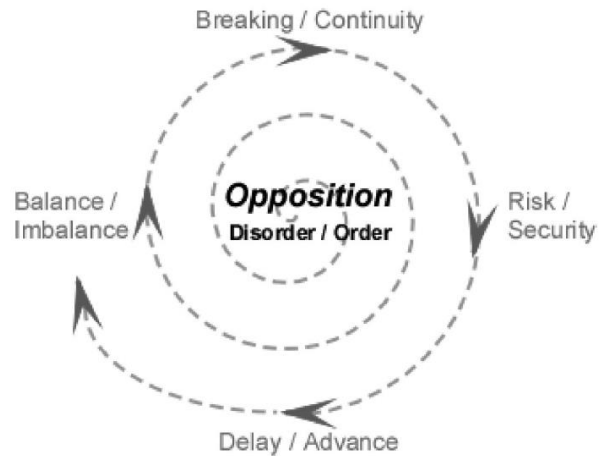 Breaking / Continuity
Balance /
Imbalance
Opposition
Disorder / Order
Risk /
Security
Delay / Advance